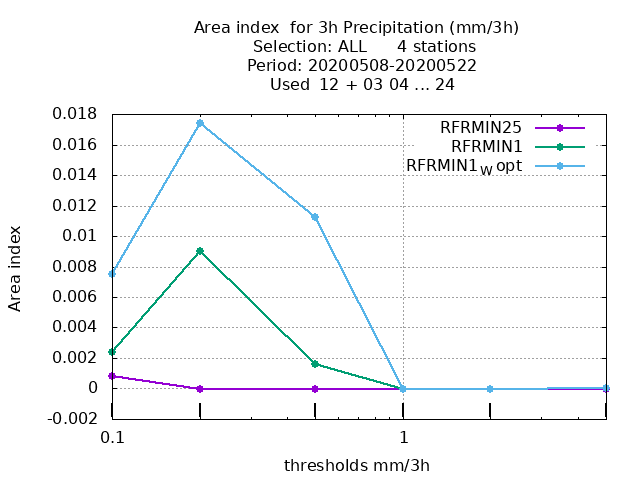 Area index  for 3h Precipitation (mm/3h)
Selection: ALL      4 stations
Period: 20200508-20200522
Used  12 + 03 04 ... 24
0.018
0.016
0.014
0.012
0.01
0.008
0.006
0.004
0.002
0
-0.002
Area index
RFRMIN25
RFRMIN1
RFRMIN1W opt
0.1
1
thresholds mm/3h